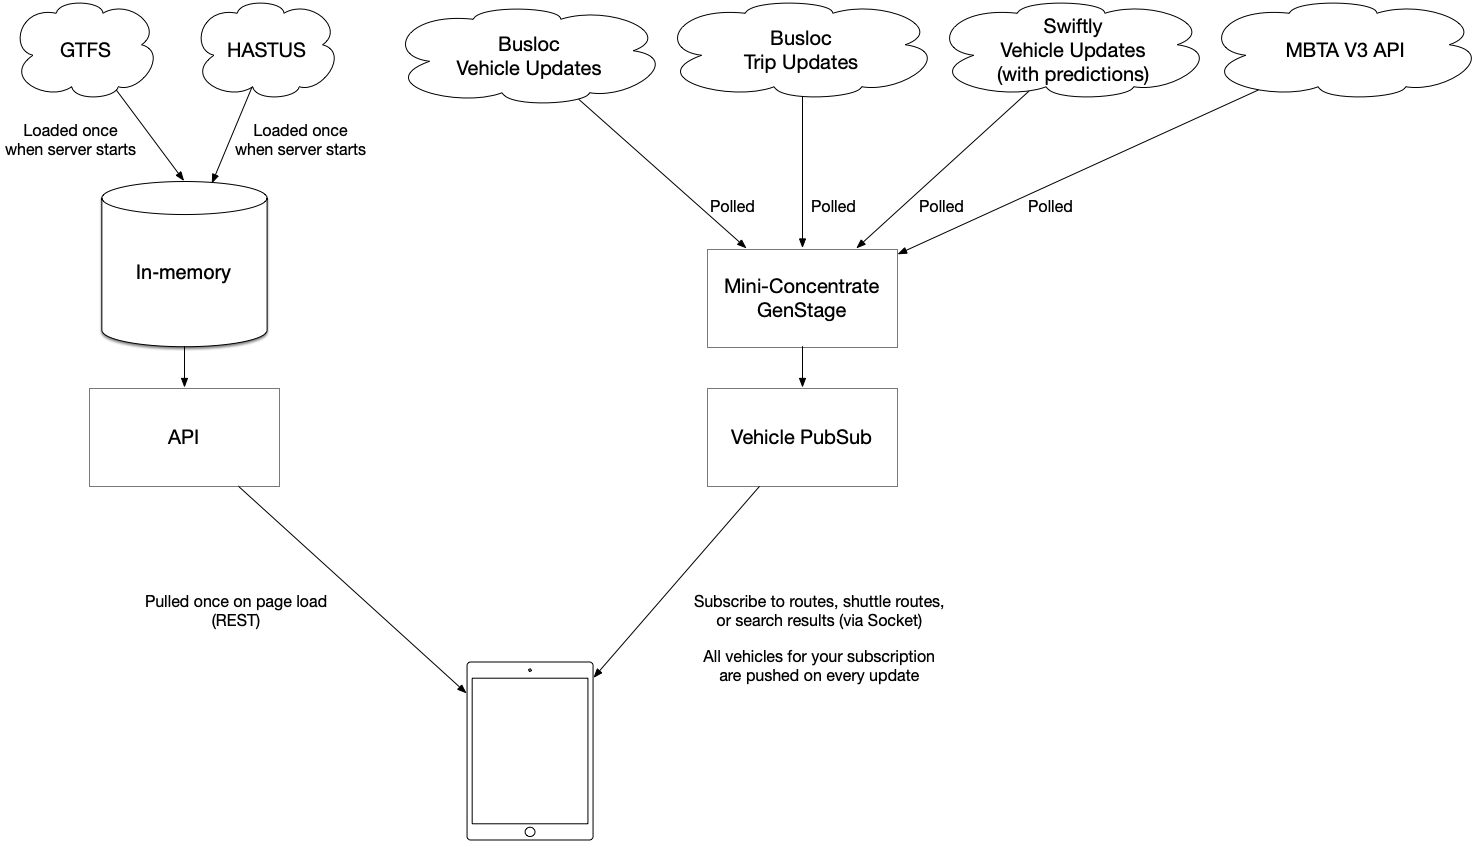 GTFS
HASTUS
Busloc
Vehicle Updates
Busloc
Trip Updates
Swiftly
Vehicle Updates
(with predictions)
MBTA V3 API
Loaded once
when server starts
Loaded once
when server starts
Polled
Polled
Polled
Polled
In-memory
Mini-Concentrate
GenStage
API
Vehicle PubSub
Pulled once on page load
(REST)
Subscribe to routes, shuttle routes,
or search results (via Socket)
All vehicles for your subscription
are pushed on every update